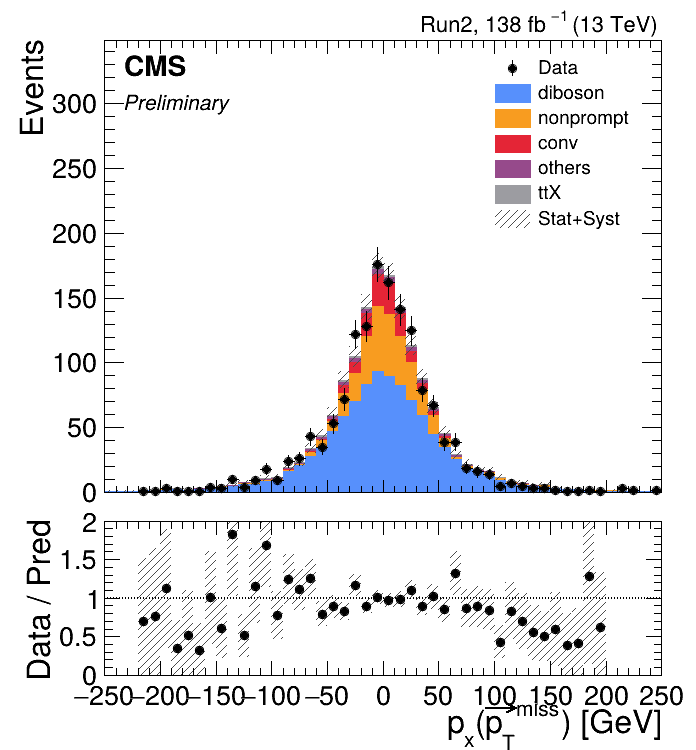 Run2, 138 fb⁻¹ (13 TeV)
CMS
Preliminary
Events
300
250
200
150
100
50
0
Data
diboson
nonprompt
conv
others
ttX
Stat+Syst
Data / Pred
2
1.5
1
0.5
0
−250 −200 −150 −100 −50 0 50 100 150 200 250
pₓ(p⃗_T^miss) [GeV]